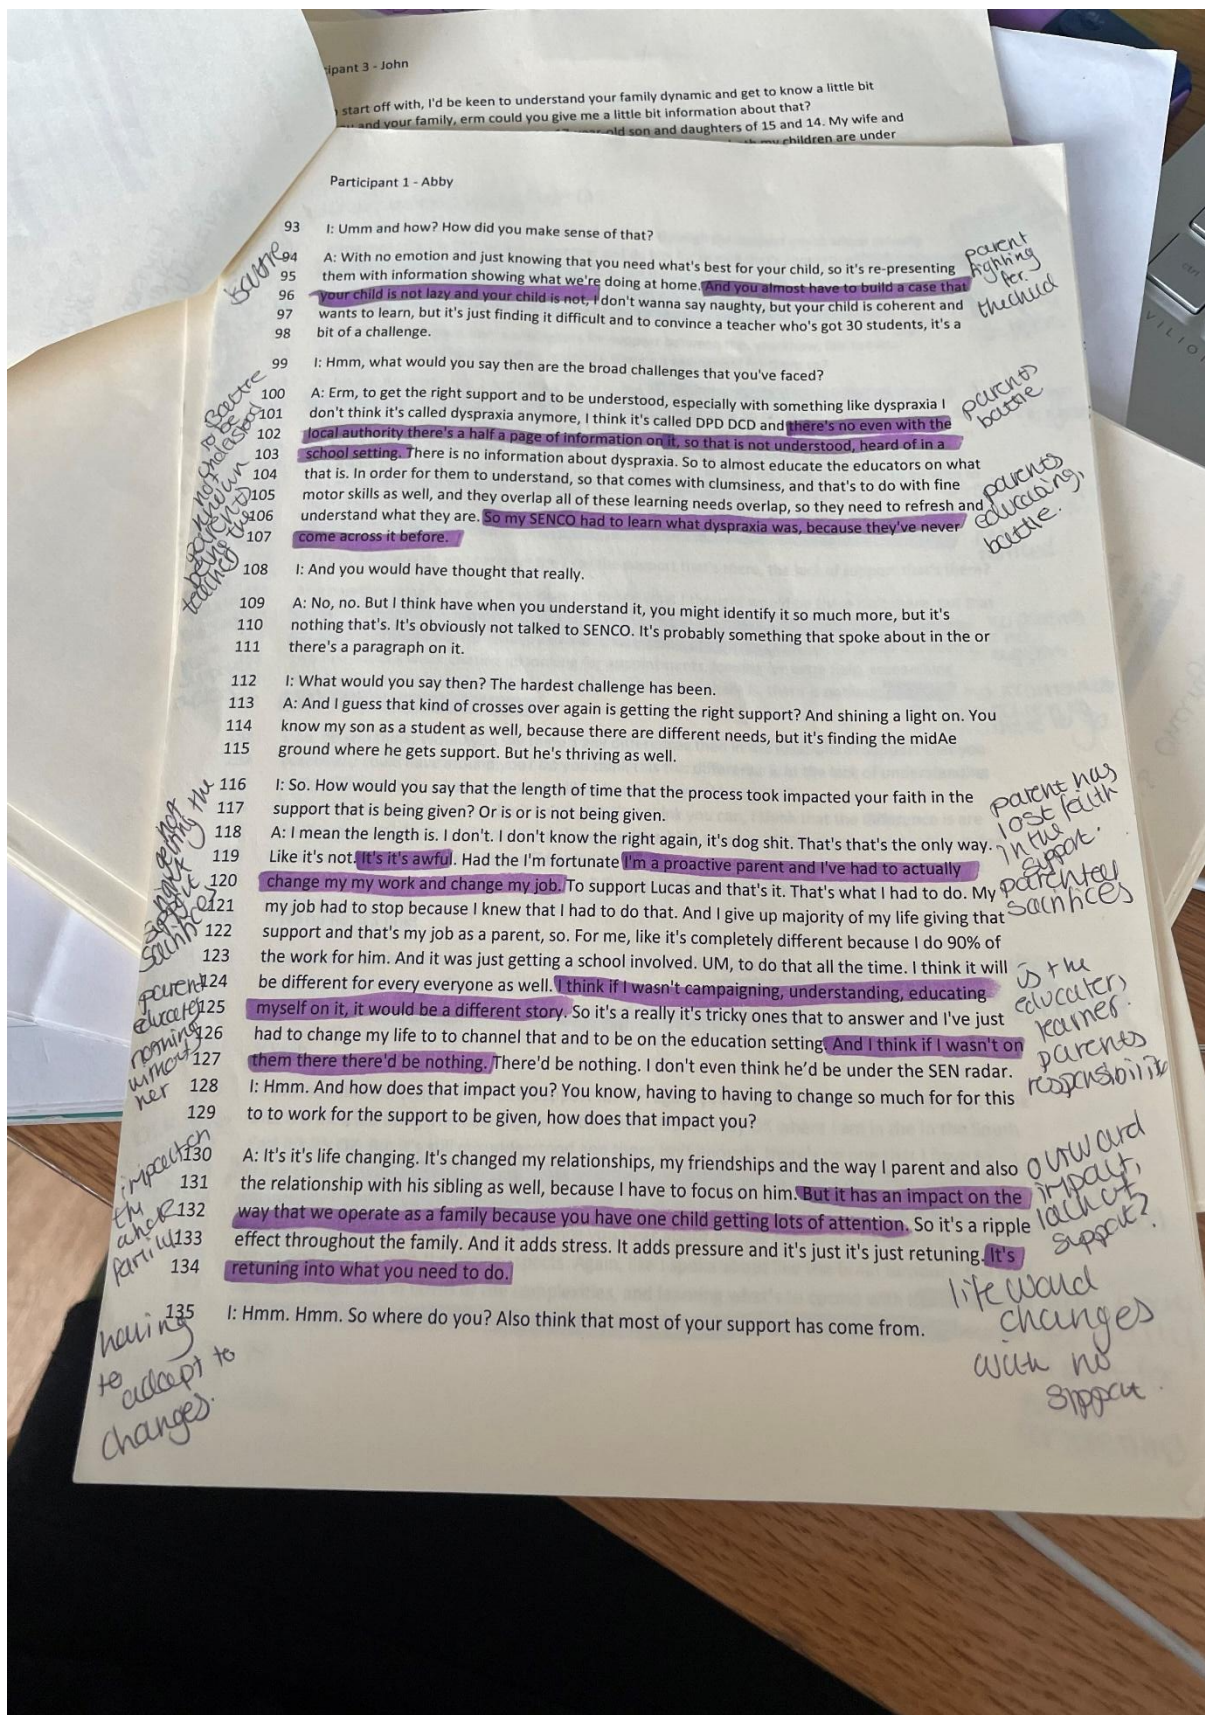 ipant 3 - John
start off with, I'd be keen to understand your family dynamic and get to know a little bit
and your family, erm could you give me a little bit information about that?
old son and daughters of 15 and 14. My wife and
my children are under
Participant 1 - Abby
93 I: Umm and how? How did you make sense of that?
94 A: With no emotion and just knowing that you need what's best for your child, so it's re-presenting
95 them with information showing what we're doing at home. And you almost have to build a case that
96 your child is not lazy and your child is not, I don't wanna say naughty, but your child is coherent and
97 wants to learn, but it's just finding it difficult and to convince a teacher who's got 30 students, it's a
98 bit of a challenge.
battle
parent
fighting
for
the child
99 I: Hmm, what would you say then are the broad challenges that you've faced?
100 A: Erm, to get the right support and to be understood, especially with something like dyspraxia I
101 don't think it's called dyspraxia anymore, I think it's called DPD DCD and there's no even with the
102 local authority there's a half a page of information on it, so that is not understood, heard of in a
103 school setting. There is no information about dyspraxia. So to almost educate the educators on what
104 that is. In order for them to understand, so that comes with clumsiness, and that's to do with fine
105 motor skills as well, and they overlap all of these learning needs overlap, so they need to refresh and
106 understand what they are. So my SENCO had to learn what dyspraxia was, because they've never
107 come across it before.
Battle
to be
known
parents
being the
teacher
parents
battle
parents
educating,
battle.
108 I: And you would have thought that really.
109 A: No, no. But I think have when you understand it, you might identify it so much more, but it's
110 nothing that's. It's obviously not talked to SENCO. It's probably something that spoke about in the or
111 there's a paragraph on it.
112 I: What would you say then? The hardest challenge has been.
113 A: And I guess that kind of crosses over again is getting the right support? And shining a light on. You
114 know my son as a student as well, because there are different needs, but it's finding the midAe
115 ground where he gets support. But he's thriving as well.
116 I: So. How would you say that the length of time that the process took impacted your faith in the
117 support that is being given? Or is or is not being given.
118 A: I mean the length is. I don't. I don't know the right again, it's dog shit. That's that's the only way.
119 Like it's not. It's it's awful. Had the I'm fortunate I'm a proactive parent and I've had to actually
120 change my my work and change my job. To support Lucas and that's it. That's what I had to do. My
121 my job had to stop because I knew that I had to do that. And I give up majority of my life giving that
122 support and that's my job as a parent, so. For me, like it's completely different because I do 90% of
123 the work for him. And it was just getting a school involved. UM, to do that all the time. I think it will
124 be different for every everyone as well. I think if I wasn't campaigning, understanding, educating
125 myself on it, it would be a different story. So it's a really it's tricky ones that to answer and I've just
126 had to change my life to to channel that and to be on the education setting. And I think if I wasn't on
127 them there there'd be nothing. There'd be nothing. I don't even think he'd be under the SEN radar.
128 I: Hmm. And how does that impact you? You know, having to having to change so much for for this
129 to to work for the support to be given, how does that impact you?
not
getting the
right
support
sacrifices
parent
educated
nothing
without
her
parent has
lost faith
in the
support.
parental
sacrifices
is the
educater,
learner.
parents
responsibility
130 A: It's it's life changing. It's changed my relationships, my friendships and the way I parent and also
131 the relationship with his sibling as well, because I have to focus on him. But it has an impact on the
132 way that we operate as a family because you have one child getting lots of attention. So it's a ripple
133 effect throughout the family. And it adds stress. It adds pressure and it's just it's just retuning. It's
134 retuning into what you need to do.
135 I: Hmm. Hmm. So where do you? Also think that most of your support has come from.
having
to adapt to
changes.
outward
impact,
lack of
support?
life
changes
with no
support.